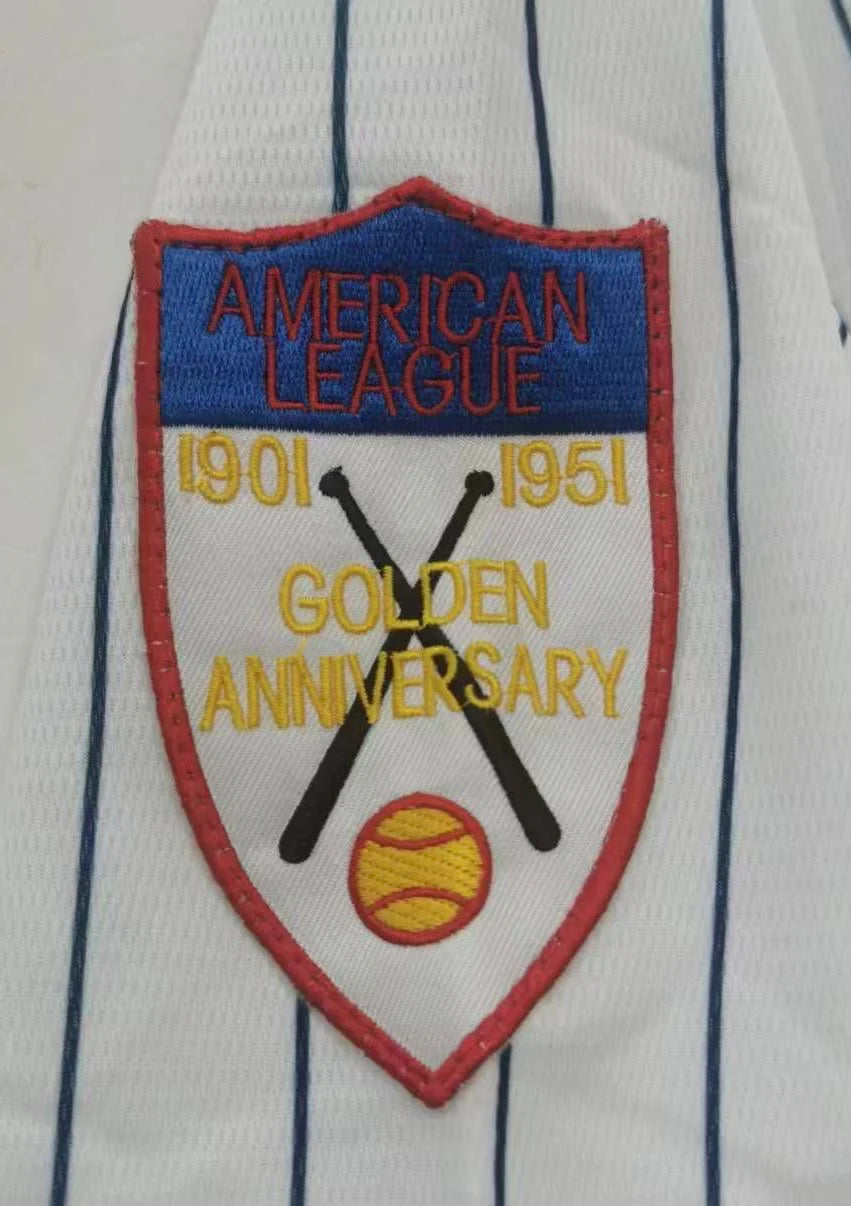 AMERICAN
LEAGUE
1901 1951
GOLDEN
ANNIVERSARY